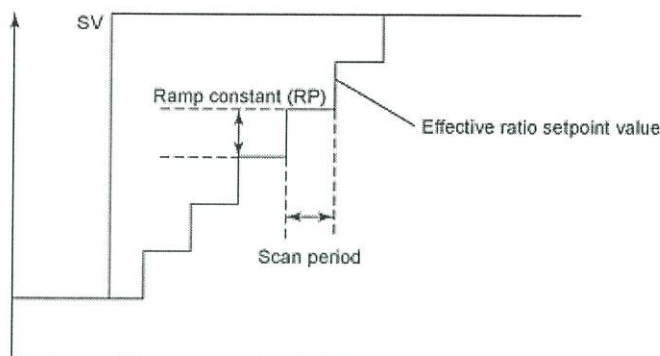 SV
Ramp constant (RP)
Effective ratio setpoint value
Scan period